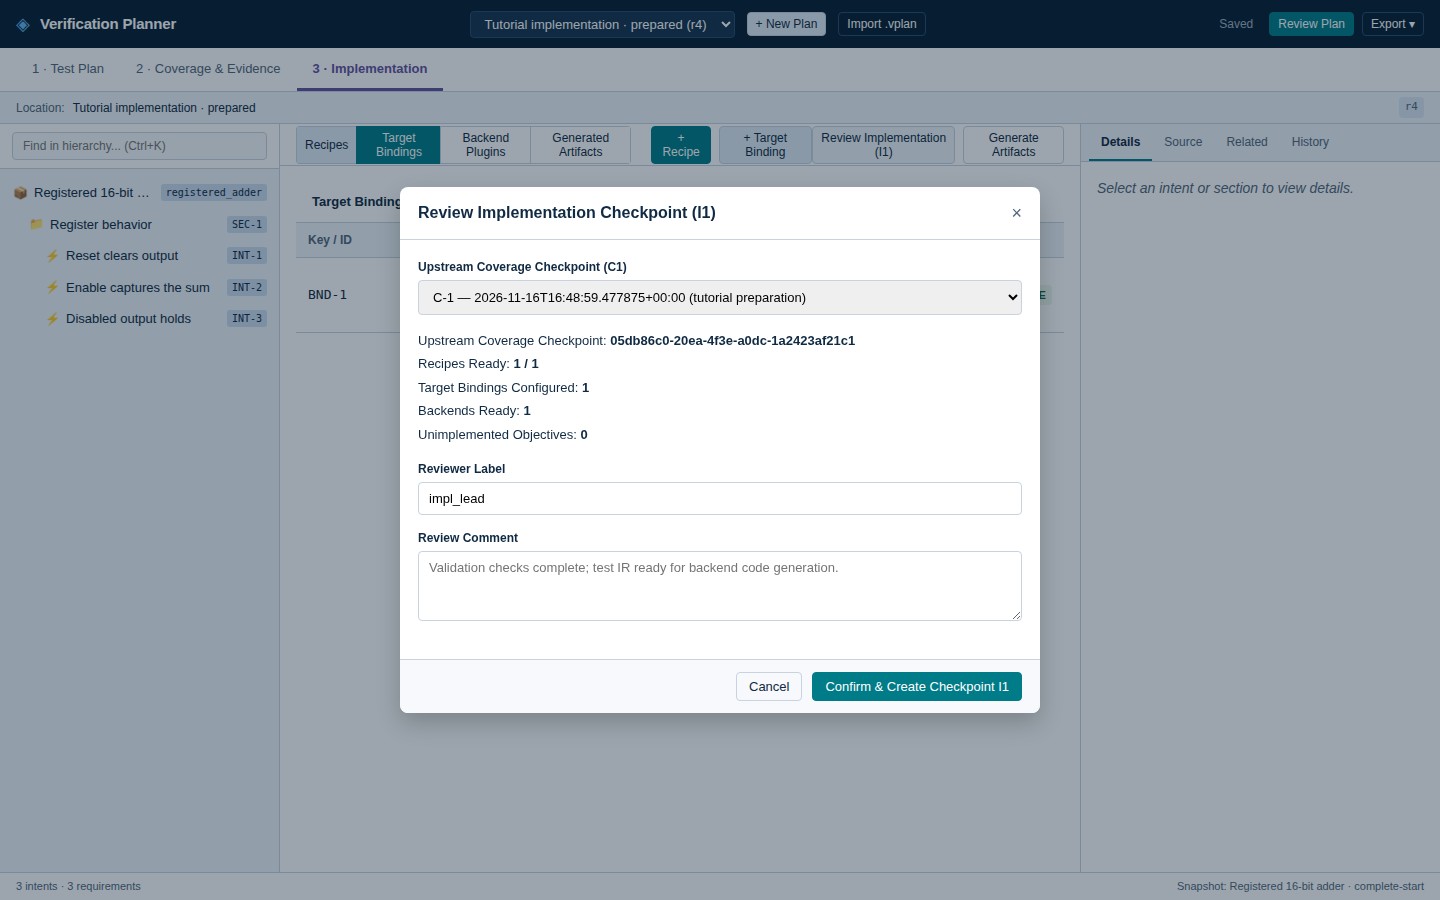 ◈ Verification Planner
Tutorial implementation · prepared (r4)
+ New Plan
Import .vplan
Saved
Review Plan
Export ▾
1 · Test Plan
2 · Coverage & Evidence
3 · Implementation
Location: Tutorial implementation · prepared
r4
Find in hierarchy... (Ctrl+K)
Registered 16-bit ... registered_adder
Register behavior SEC-1
Reset clears output INT-1
Enable captures the sum INT-2
Disabled output holds INT-3
Recipes
Target
Bindings
Backend
Plugins
Generated
Artifacts
+
Recipe
+ Target
Binding
Review Implementation
(I1)
Generate
Artifacts
Target Binding
Key / ID
BND-1
E
Review Implementation Checkpoint (I1)
×
Upstream Coverage Checkpoint (C1)
C-1 — 2026-11-16T16:48:59.477875+00:00 (tutorial preparation)
Upstream Coverage Checkpoint: 05db86c0-20ea-4f3e-a0dc-1a2423af21c1
Recipes Ready: 1 / 1
Target Bindings Configured: 1
Backends Ready: 1
Unimplemented Objectives: 0
Reviewer Label
impl_lead
Review Comment
Validation checks complete; test IR ready for backend code generation.
Cancel
Confirm & Create Checkpoint I1
Details
Source
Related
History
Select an intent or section to view details.
3 intents · 3 requirements
Snapshot: Registered 16-bit adder · complete-start